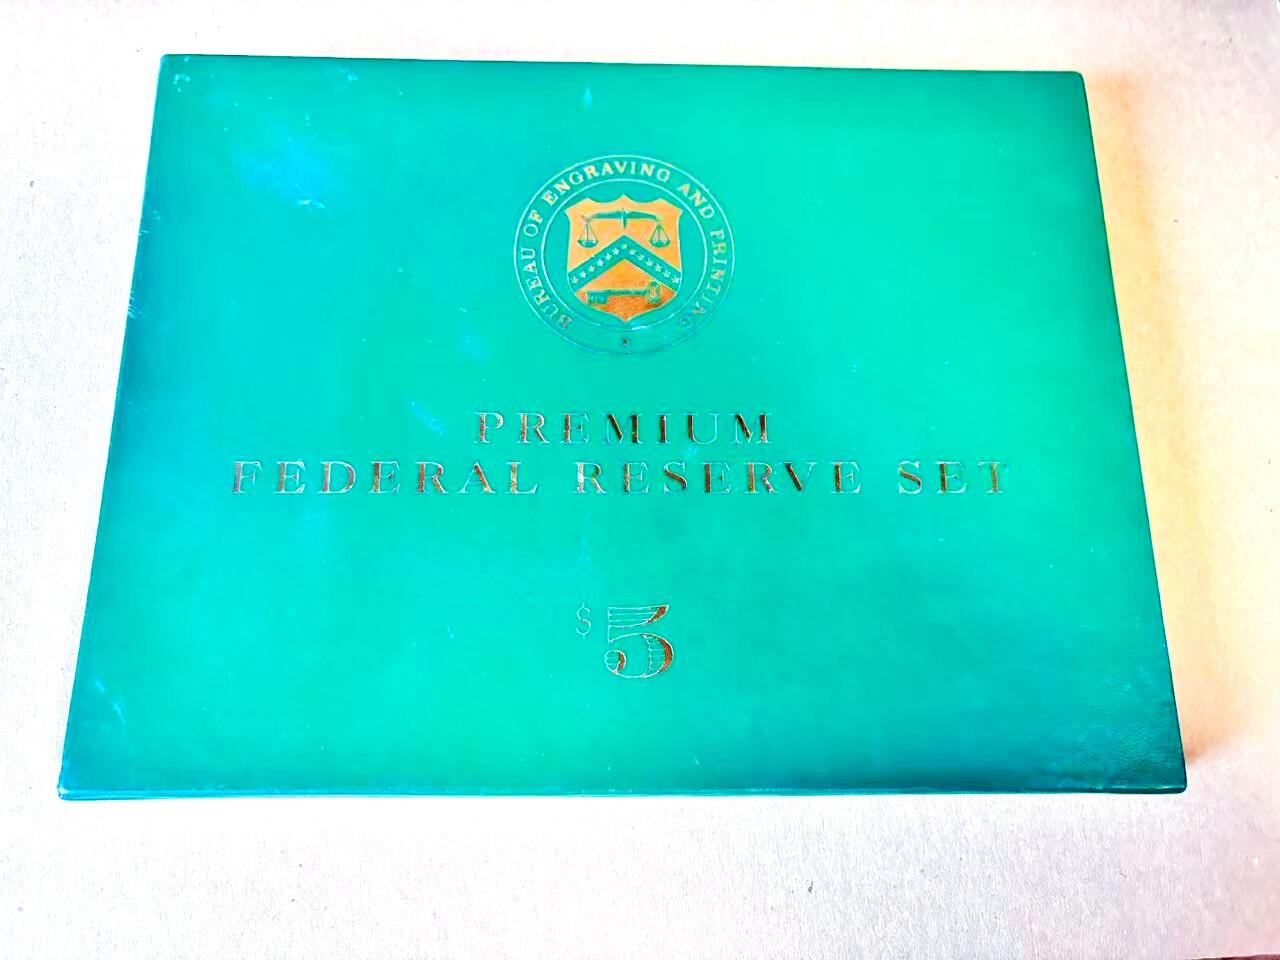 BUREAU OF ENGRAVING AND PRINTING
PREMIUM
FEDERAL RESERVE SET
$5